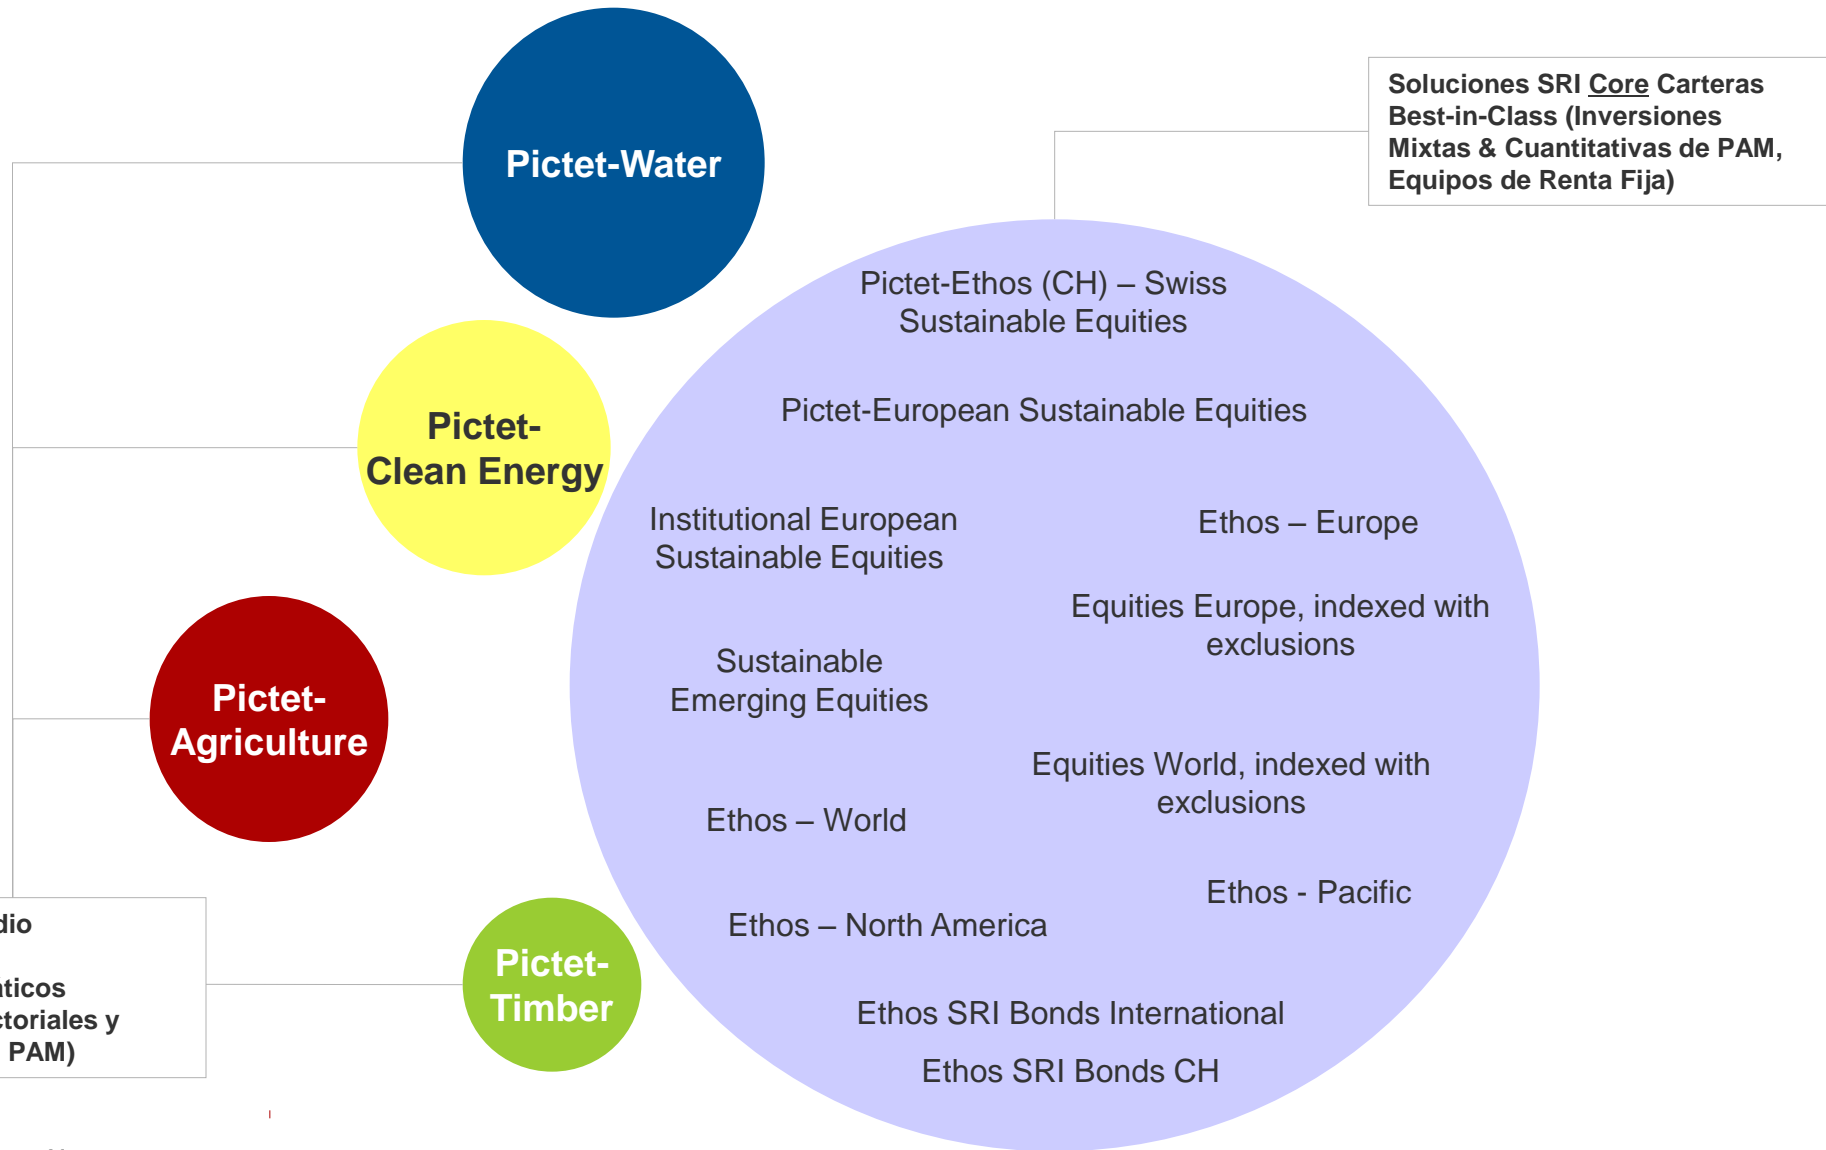 Soluciones SRI Core Carteras
Best-in-Class (Inversiones
Mixtas & Cuantitativas de PAM,
Equipos de Renta Fija)
Pictet-Water
Pictet-Ethos (CH) – Swiss
Sustainable Equities
Pictet-European Sustainable Equities
Pictet-
Clean Energy
Institutional European
Sustainable Equities
Ethos – Europe
Equities Europe, indexed with
exclusions
Sustainable
Emerging Equities
Pictet-
Agriculture
Equities World, indexed with
exclusions
Ethos – World
Ethos - Pacific
Ethos – North America
PAM)
Pictet-
Timber
Ethos SRI Bonds International
Ethos SRI Bonds CH